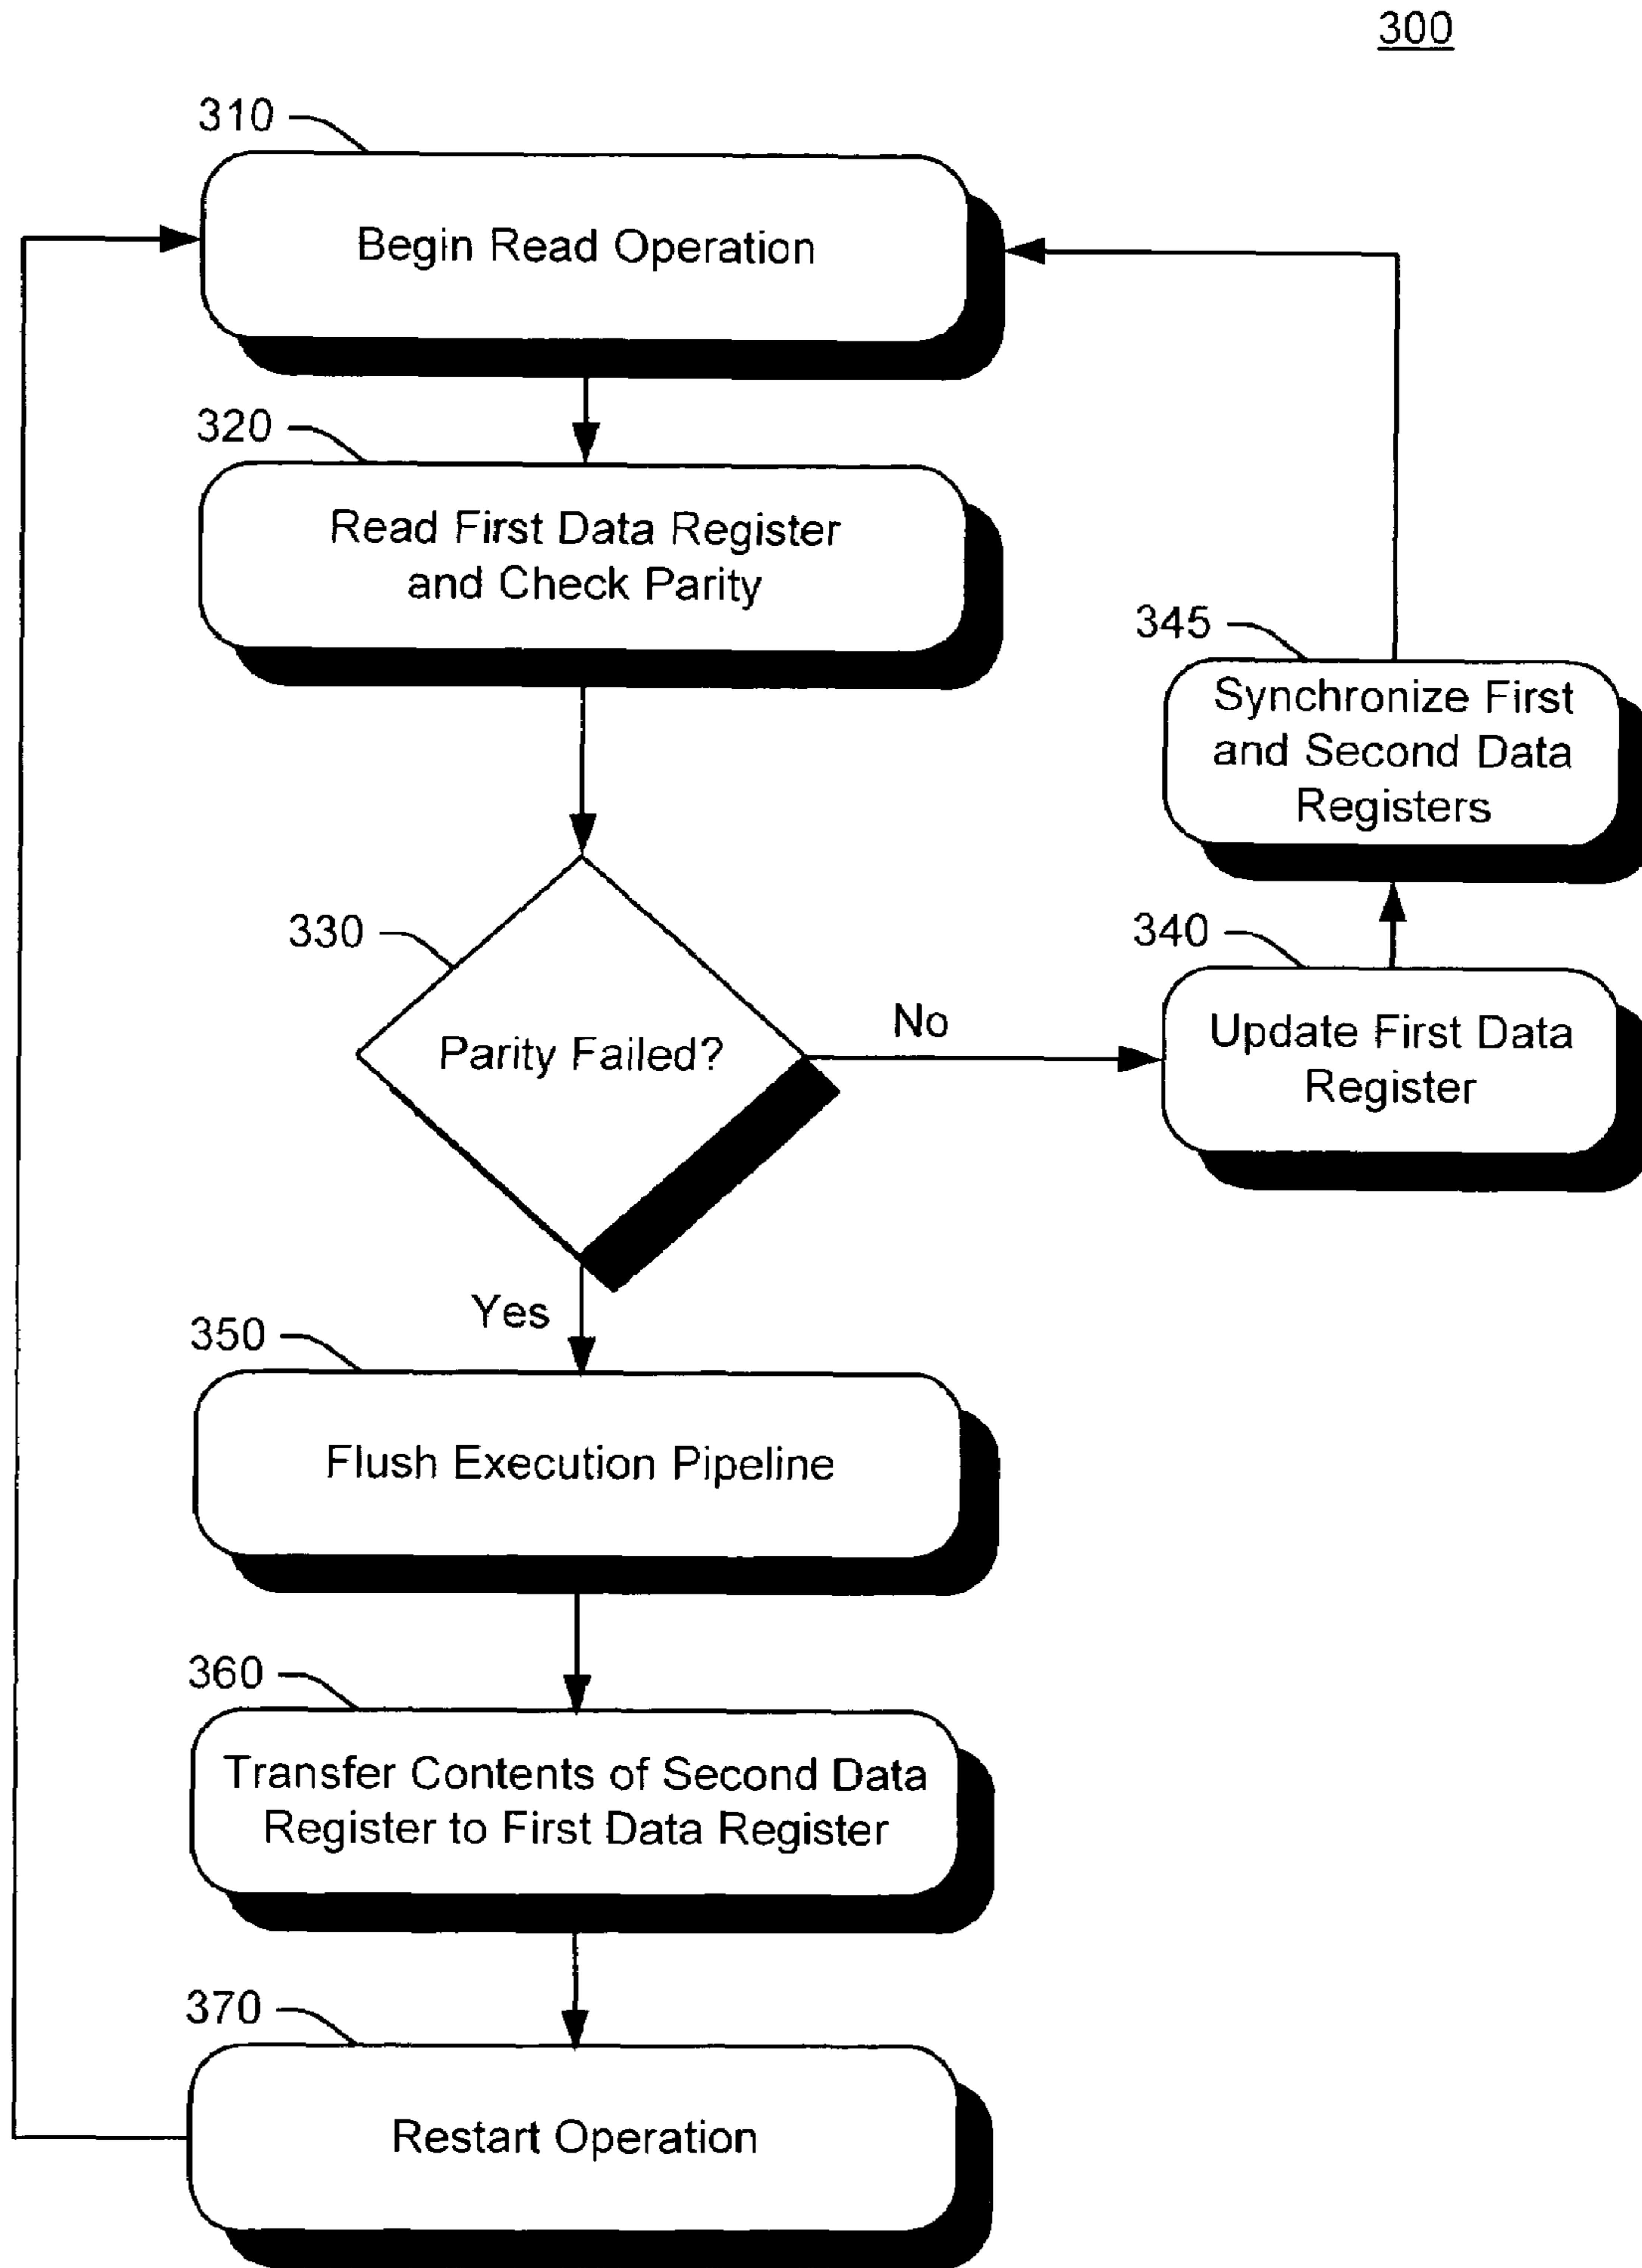 300
310
Begin Read Operation
320
Read First Data Register
and Check Parity
345
Synchronize First
and Second Data
Registers
330
Parity Failed?
No
340
Update First Data
Register
Yes
350
Flush Execution Pipeline
360
Transfer Contents of Second Data
Register to First Data Register
370
Restart Operation